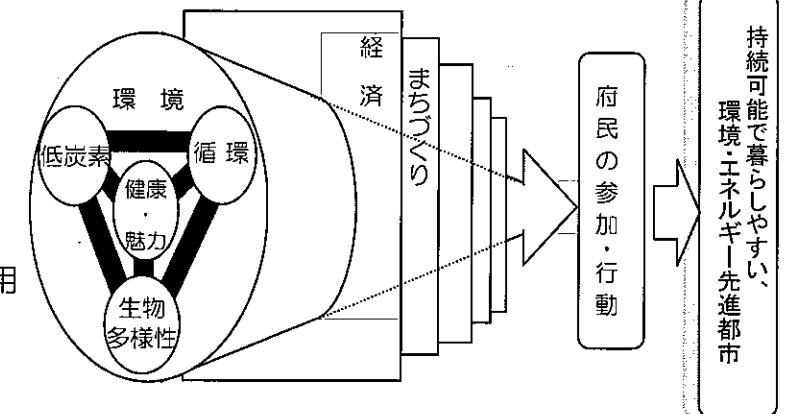 環 境
低炭素
循 環
健康
・
魅力
生物
多様性
用
経済
まちづくり
府民の参加・行動
持続可能で暮らしやすい、
環境・エネルギー先進都市